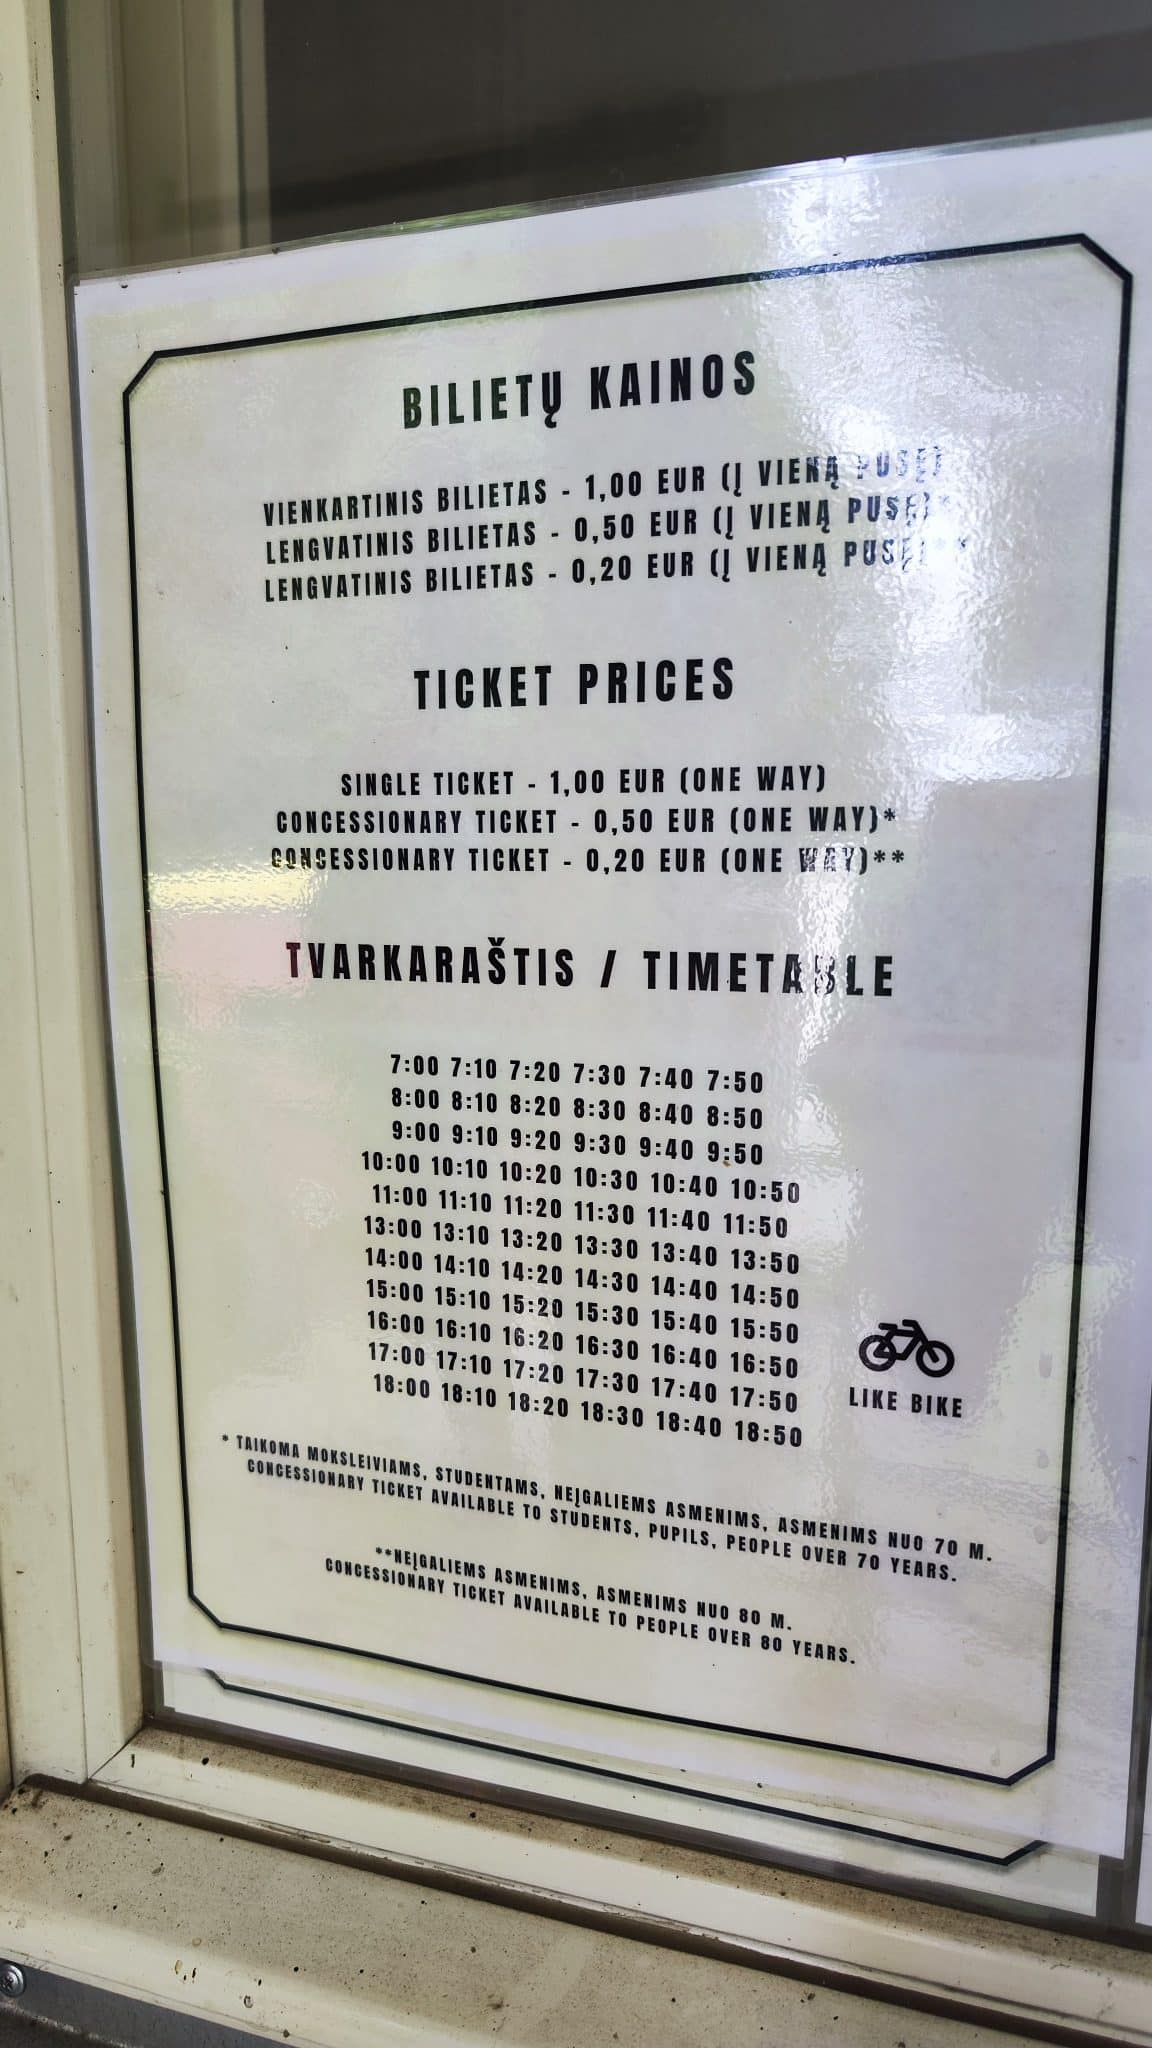 BILIETŲ KAINOS
VIENKARTINIS BILIETAS - 1,00 EUR (Į VIENĄ PUSĘ)
LENGVATINIS BILIETAS - 0,50 EUR (Į VIENĄ PUSĘ)*
LENGVATINIS BILIETAS - 0,20 EUR (Į VIENĄ PUSĘ)**
TICKET PRICES
SINGLE TICKET - 1,00 EUR (ONE WAY)
CONCESSIONARY TICKET - 0,50 EUR (ONE WAY)*
CONCESSIONARY TICKET - 0,20 EUR (ONE WAY)**
TVARKARAŠTIS / TIMETABLE
7:00 7:10 7:20 7:30 7:40 7:50
8:00 8:10 8:20 8:30 8:40 8:50
9:00 9:10 9:20 9:30 9:40 9:50
10:00 10:10 10:20 10:30 10:40 10:50
11:00 11:10 11:20 11:30 11:40 11:50
13:00 13:10 13:20 13:30 13:40 13:50
14:00 14:10 14:20 14:30 14:40 14:50
15:00 15:10 15:20 15:30 15:40 15:50
16:00 16:10 16:20 16:30 16:40 16:50
17:00 17:10 17:20 17:30 17:40 17:50
18:00 18:10 18:20 18:30 18:40 18:50
LIKE BIKE
* TAIKOMA MOKSLEIVIAMS, STUDENTAMS, NEĮGALIEMS ASMENIMS, ASMENIMS NUO 70 M.
CONCESSIONARY TICKET AVAILABLE TO STUDENTS, PUPILS, PEOPLE OVER 70 YEARS.
**NEĮGALIEMS ASMENIMS, ASMENIMS NUO 80 M.
CONCESSIONARY TICKET AVAILABLE TO PEOPLE OVER 80 YEARS.